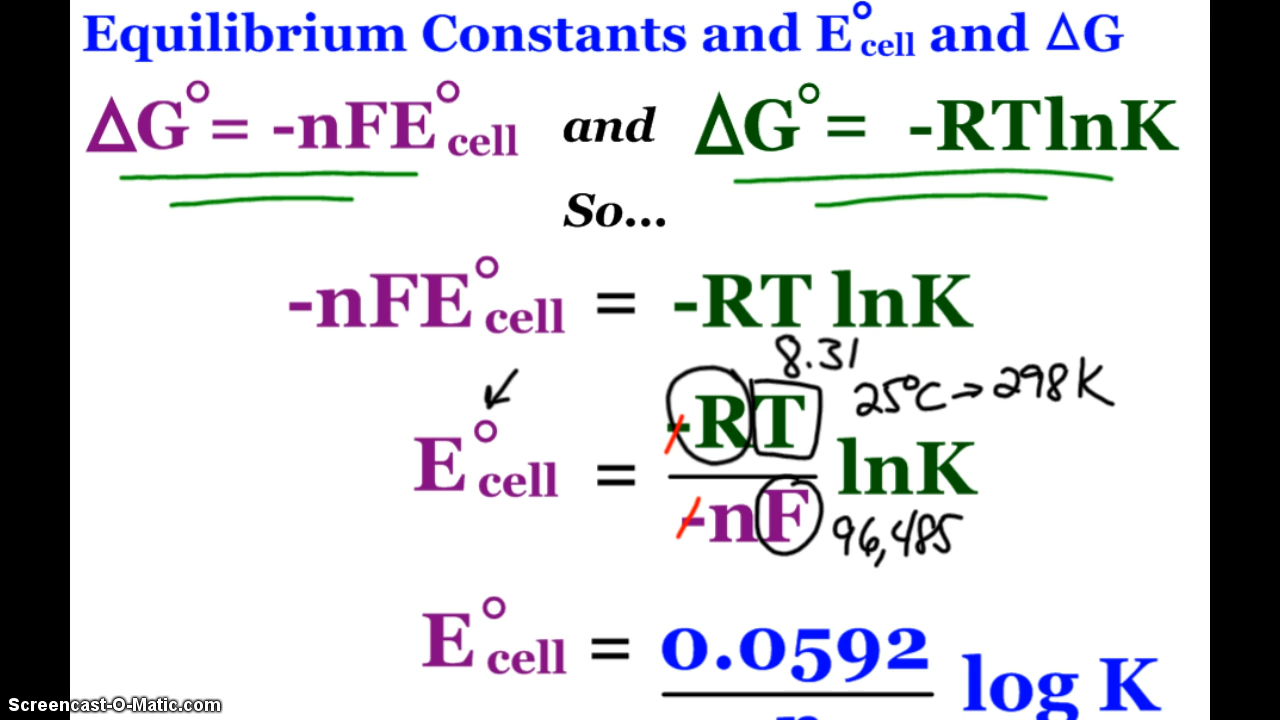 Equilibrium Constants and E°cell and ΔG
ΔG° = -nFE°cell and ΔG° = -RTlnK
So...
-nFE°cell = -RT lnK
8.31
25°C → 298K
E°cell = -RT/-nF lnK
96,485
E°cell = 0.0592/n log K
Screencast-O-Matic.com